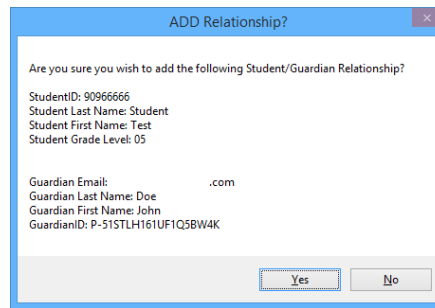 ADD Relationship?
Are you sure you wish to add the following Student/Guardian Relationship?
StudentID: 90966666
Student Last Name: Student
Student First Name: Test
Student Grade Level: 05
Guardian Email: .com
Guardian Last Name: Doe
Guardian First Name: John
GuardianID: P-51STLH161UF1Q5BW4K
Yes
No